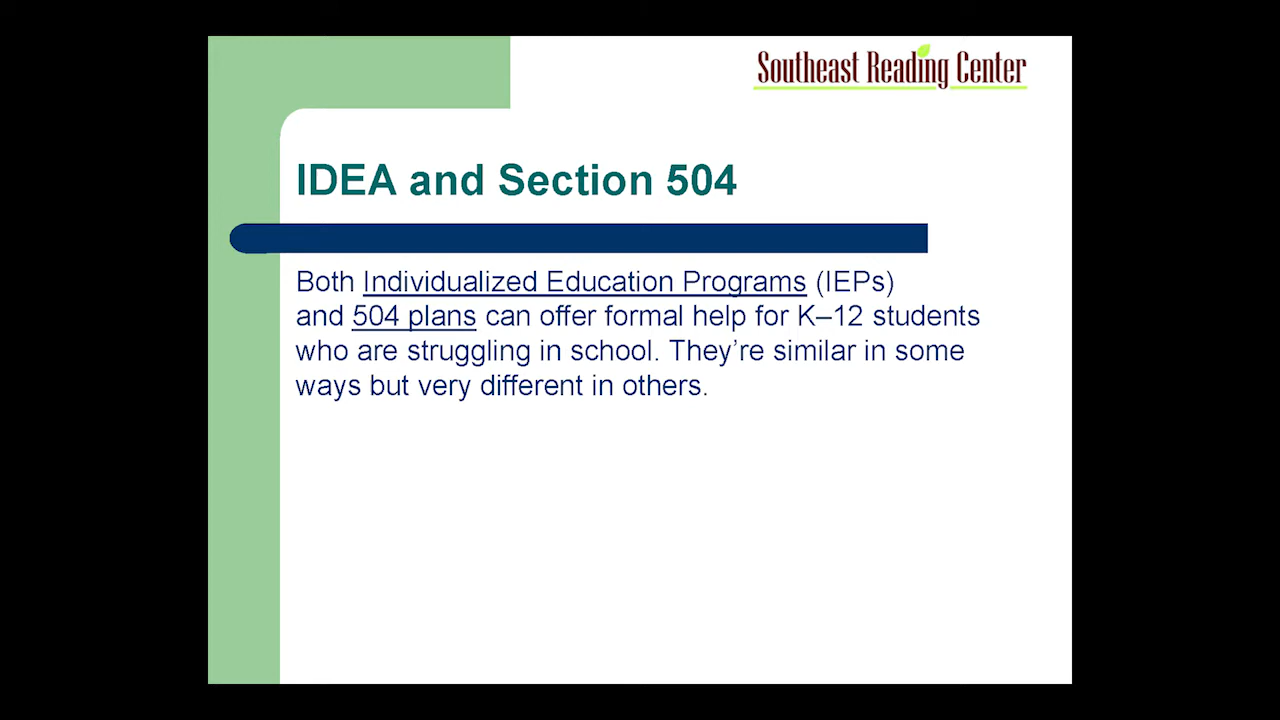 Southeast Reading Center
IDEA and Section 504
Both Individualized Education Programs (IEPs)
and 504 plans can offer formal help for K–12 students
who are struggling in school. They’re similar in some
ways but very different in others.